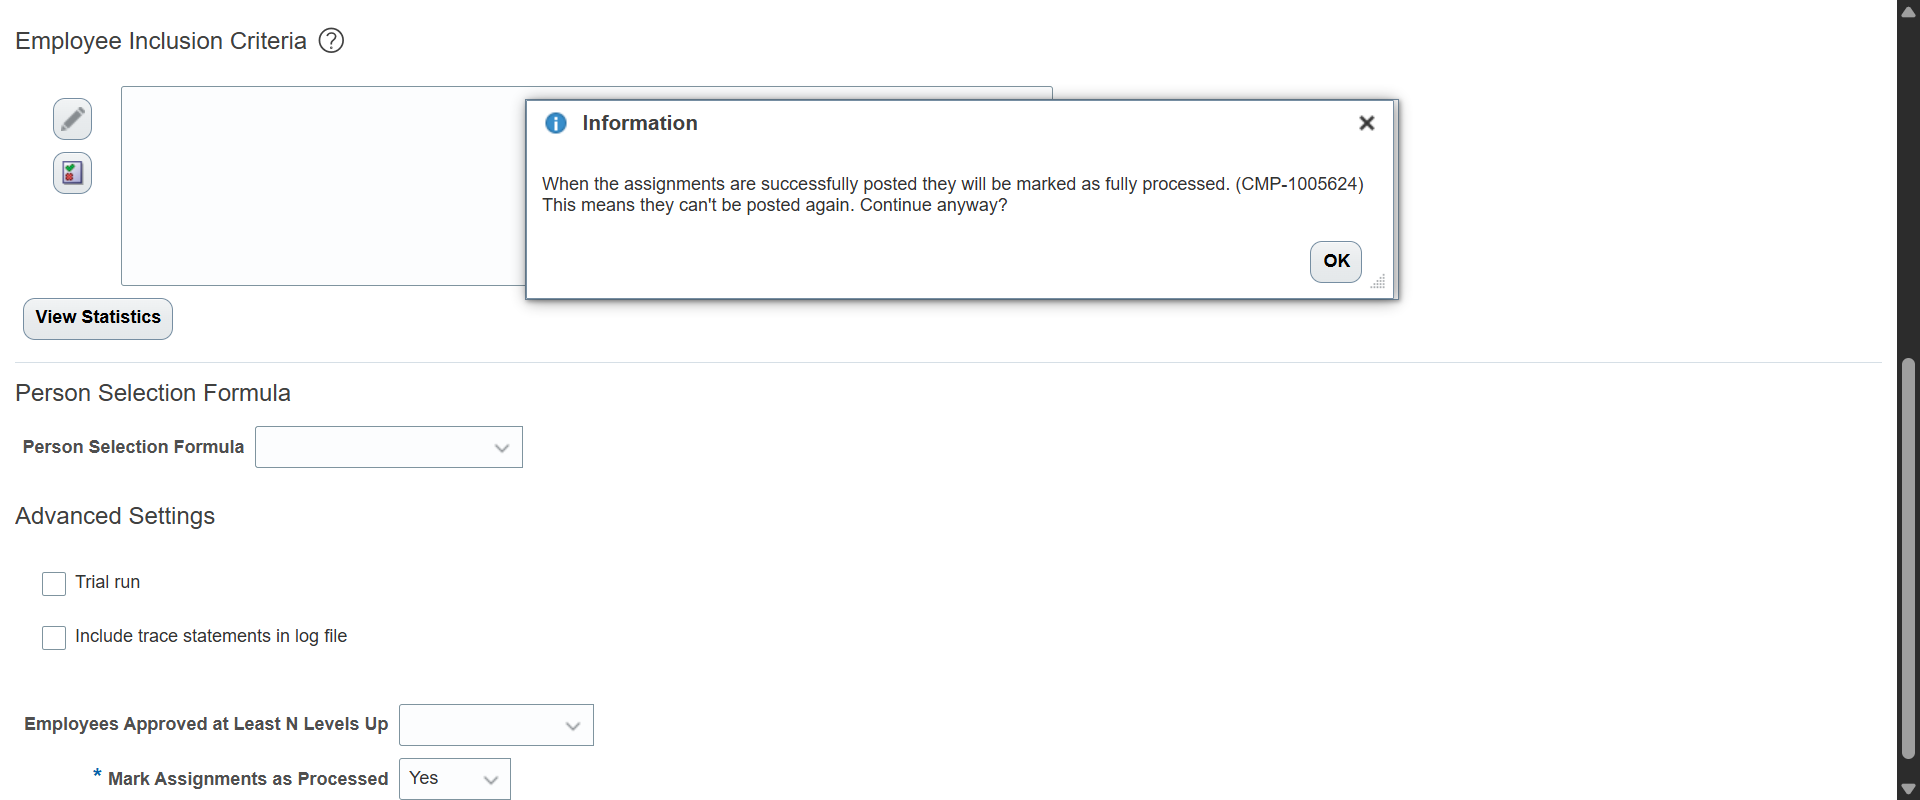 Employee Inclusion Criteria ?
Information
When the assignments are successfully posted they will be marked as fully processed. (CMP-1005624)
This means they can't be posted again. Continue anyway?
OK
View Statistics
Person Selection Formula
Person Selection Formula
Advanced Settings
Trial run
Include trace statements in log file
Employees Approved at Least N Levels Up
* Mark Assignments as Processed Yes